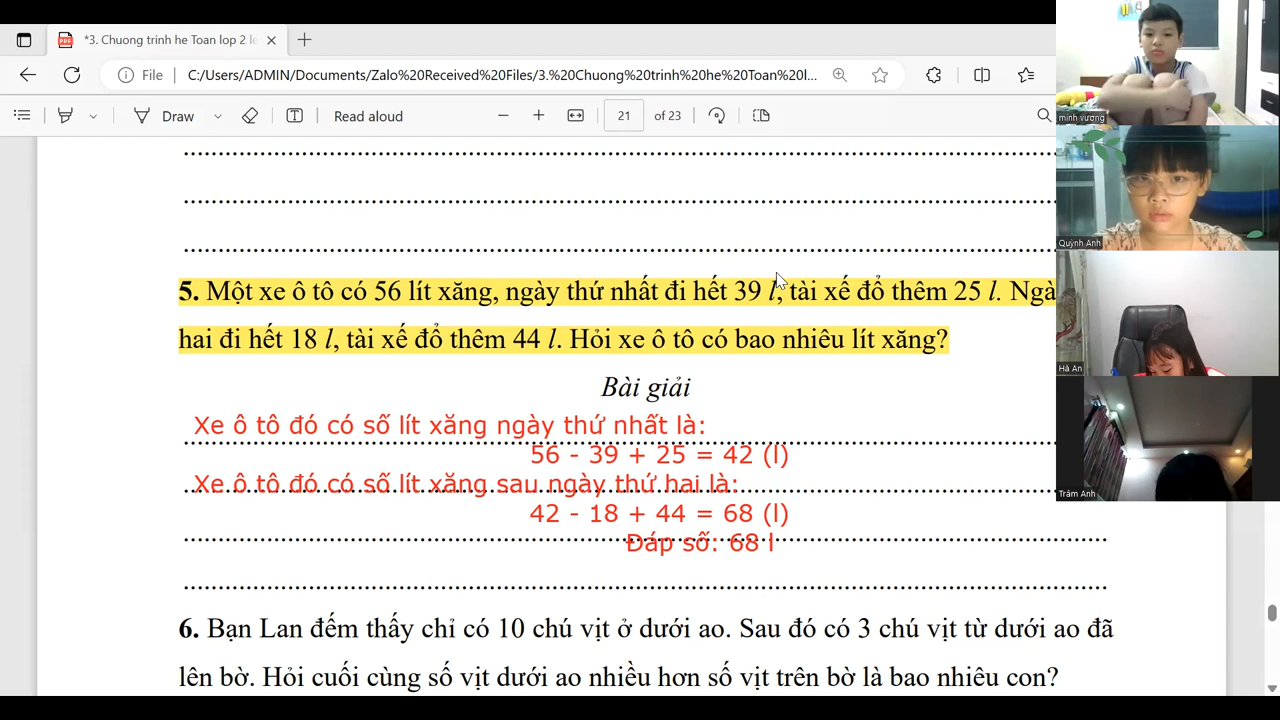 *3. Chuong trinh he Toan lop 2 le
File
C:/Users/ADMIN/Documents/Zalo%20Received%20Files/3.%20Chuong%20trinh%20he%20Toan%20l...
Draw
Read aloud
21 of 23
5. Một xe ô tô có 56 lít xăng, ngày thứ nhất đi hết 39 l, tài xế đổ thêm 25 l. Ngà
hai đi hết 18 l, tài xế đổ thêm 44 l. Hỏi xe ô tô có bao nhiêu lít xăng?
Bài giải
Xe ô tô đó có số lít xăng ngày thứ nhất là:
56 - 39 + 25 = 42 (l)
Xe ô tô đó có số lít xăng sau ngày thứ hai là:
42 - 18 + 44 = 68 (l)
Đáp số: 68 l
6. Bạn Lan đếm thấy chỉ có 10 chú vịt ở dưới ao. Sau đó có 3 chú vịt từ dưới ao đã
lên bờ. Hỏi cuối cùng số vịt dưới ao nhiều hơn số vịt trên bờ là bao nhiêu con?
minh vương
Quỳnh Anh
Hà An
Trâm Anh